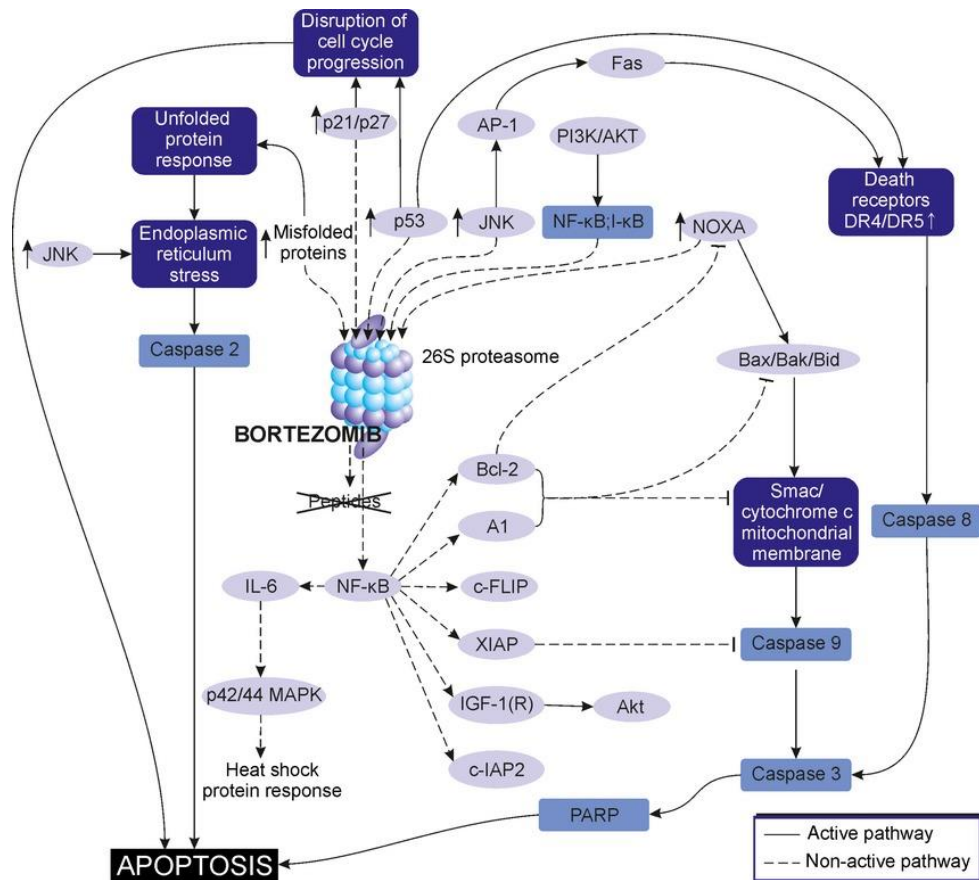 Disruption of
cell cycle
progression
Fas
↑p21/p27
AP-1
PI3K/AKT
Unfolded
protein
response
Death
receptors
DR4/DR5↑
↑p53
↑JNK
NF-κB;I-κB
↑NOXA
↑JNK
Endoplasmic
reticulum
stress
↑Misfolded
proteins
Caspase 2
26S proteasome
Bax/Bak/Bid
BORTEZOMIB
Peptides
Bcl-2
A1
Smac/
cytochrome c
mitochondrial
membrane
Caspase 8
IL-6
NF-κB
c-FLIP
XIAP
Caspase 9
p42/44 MAPK
IGF-1(R)
Akt
Heat shock
protein response
c-IAP2
Caspase 3
PARP
APOPTOSIS
Active pathway
Non-active pathway